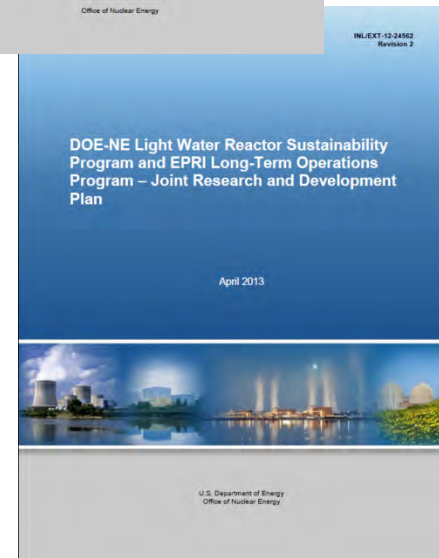 Office of Nuclear Energy
INL/EXT-12-24562
Revision 2
DOE-NE Light Water Reactor Sustainability
Program and EPRI Long-Term Operations
Program – Joint Research and Development
Plan
April 2013
U.S. Department of Energy
Office of Nuclear Energy